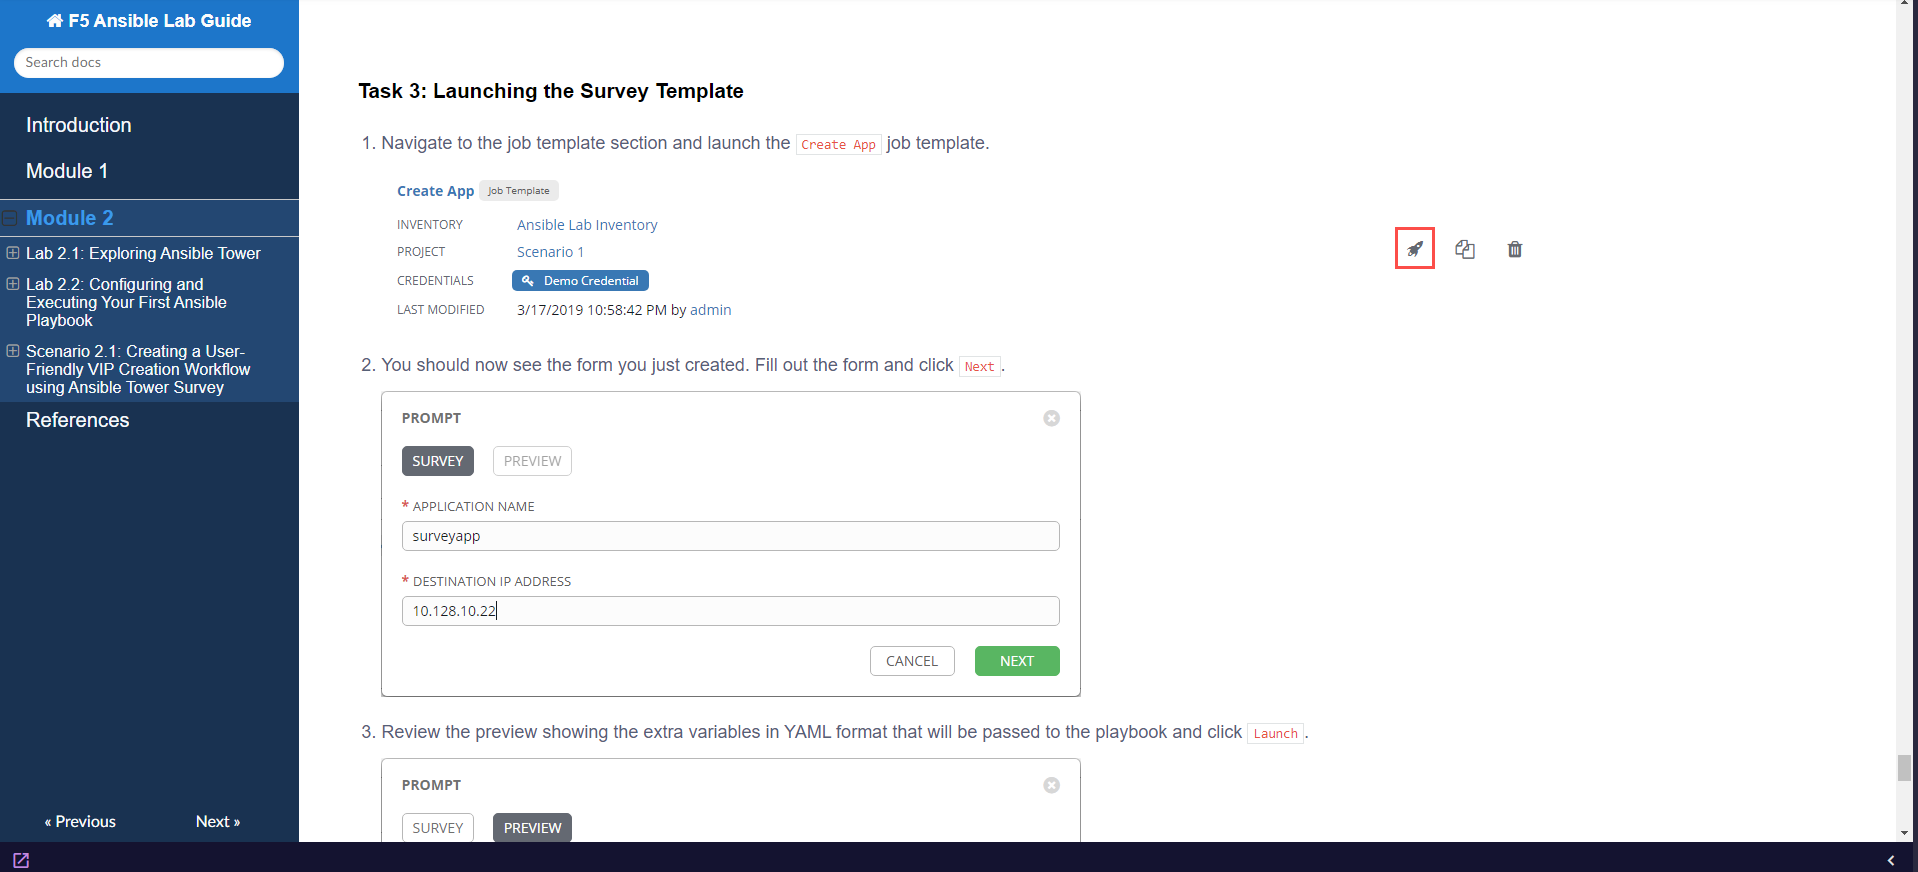 F5 Ansible Lab Guide
Search docs
Introduction
Module 1
Module 2
Lab 2.1: Exploring Ansible Tower
Lab 2.2: Configuring and
Executing Your First Ansible
Playbook
Scenario 2.1: Creating a User-
Friendly VIP Creation Workflow
using Ansible Tower Survey
References
« Previous
Next »
Task 3: Launching the Survey Template
1. Navigate to the job template section and launch the Create App job template.
Create App Job Template
INVENTORY Ansible Lab Inventory
PROJECT Scenario 1
CREDENTIALS Demo Credential
LAST MODIFIED 3/17/2019 10:58:42 PM by admin
2. You should now see the form you just created. Fill out the form and click Next.
PROMPT
SURVEY PREVIEW
* APPLICATION NAME
surveyapp
* DESTINATION IP ADDRESS
10.128.10.22
CANCEL NEXT
3. Review the preview showing the extra variables in YAML format that will be passed to the playbook and click Launch.
PROMPT
SURVEY PREVIEW